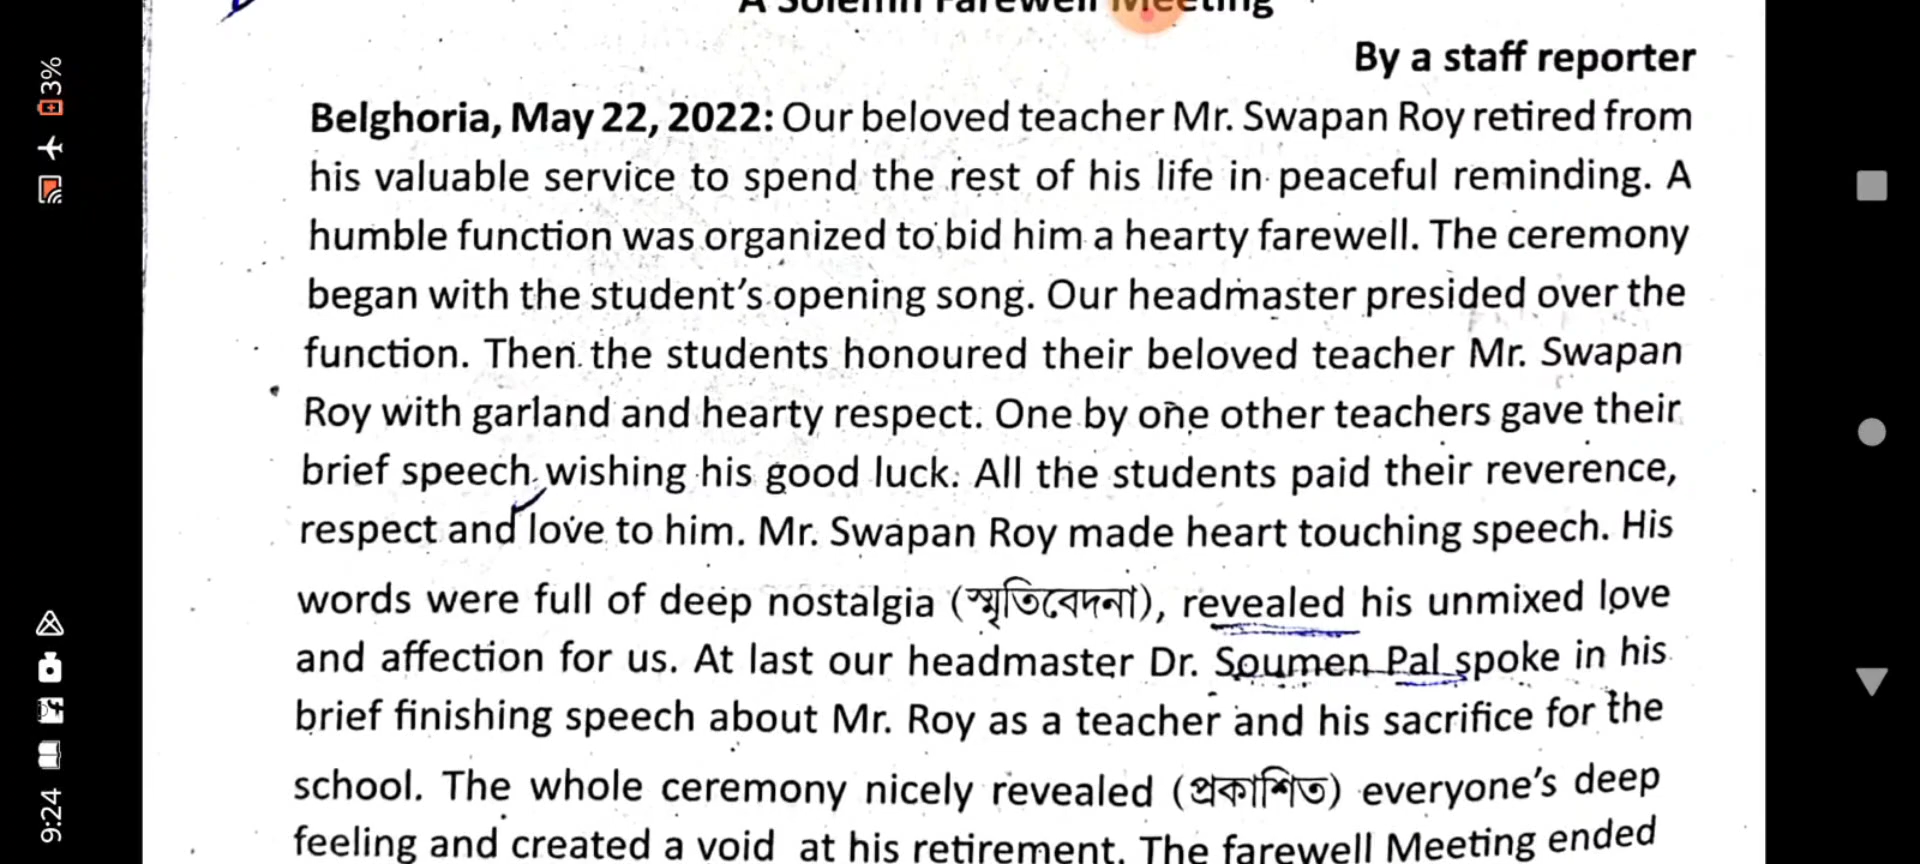 A Solemn Farewell Meeting
By a staff reporter
Belghoria, May 22, 2022: Our beloved teacher Mr. Swapan Roy retired from
his valuable service to spend the rest of his life in peaceful reminding. A
humble function was organized to bid him a hearty farewell. The ceremony
began with the student's opening song. Our headmaster presided over the
function. Then the students honoured their beloved teacher Mr. Swapan
Roy with garland and hearty respect. One by one other teachers gave their
brief speech wishing his good luck. All the students paid their reverence,
respect and love to him. Mr. Swapan Roy made heart touching speech. His
words were full of deep nostalgia (স্মৃতিবেদনা), revealed his unmixed love
and affection for us. At last our headmaster Dr. Soumen Pal spoke in his
brief finishing speech about Mr. Roy as a teacher and his sacrifice for the
school. The whole ceremony nicely revealed (প্রকাশিত) everyone's deep
feeling and created a void at his retirement. The farewell Meeting ended
3%
9:24